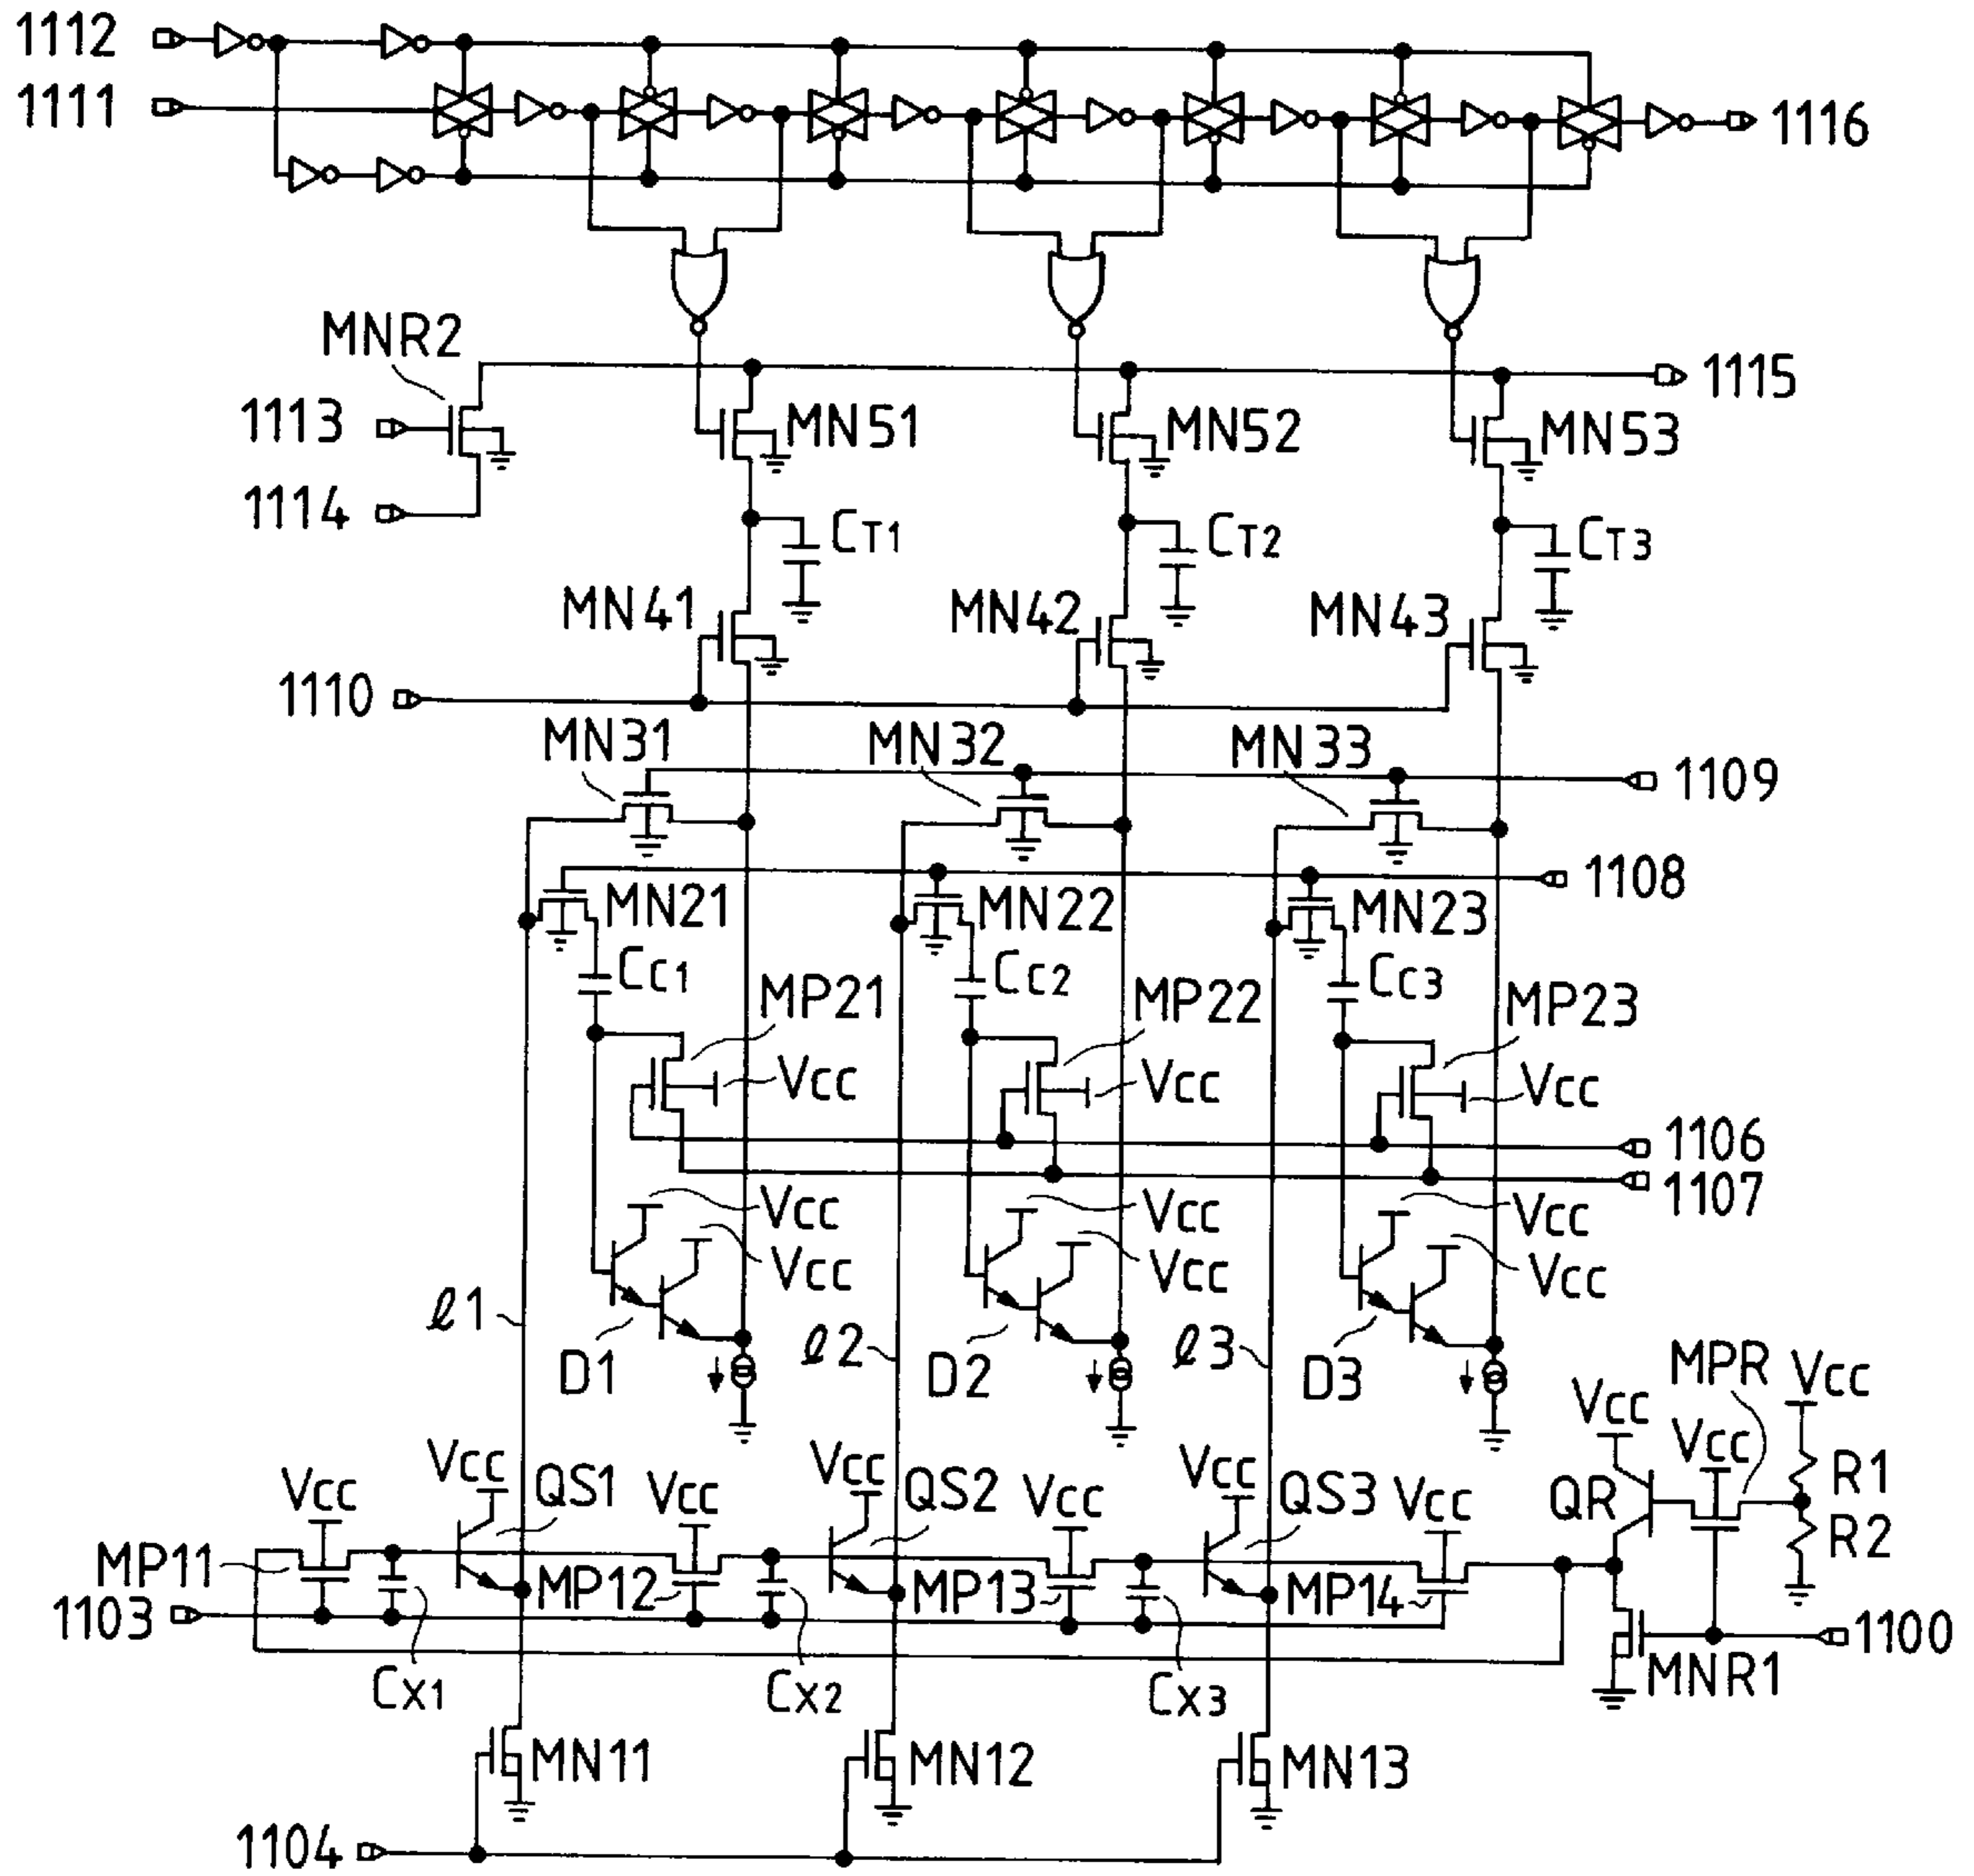 1112
1111
1116
MNR2
1113
1114
1115
MN51
MN52
MN53
CT1
CT2
CT3
MN41
MN42
MN43
1110
MN31
MN32
MN33
1109
1108
MN21
MN22
MN23
CC1
CC2
CC3
MP21
MP22
MP23
VCC
VCC
VCC
1106
1107
VCC
VCC
VCC
VCC
VCC
VCC
ℓ1
ℓ2
ℓ3
D1
D2
D3
MPR
VCC
VCC
VCC
QR
R1
R2
VCC
VCC
QS1
VCC
VCC
QS2
VCC
VCC
QS3
VCC
MP11
MP12
MP13
MP14
1103
1100
CX1
CX2
CX3
MNR1
MN11
MN12
MN13
1104